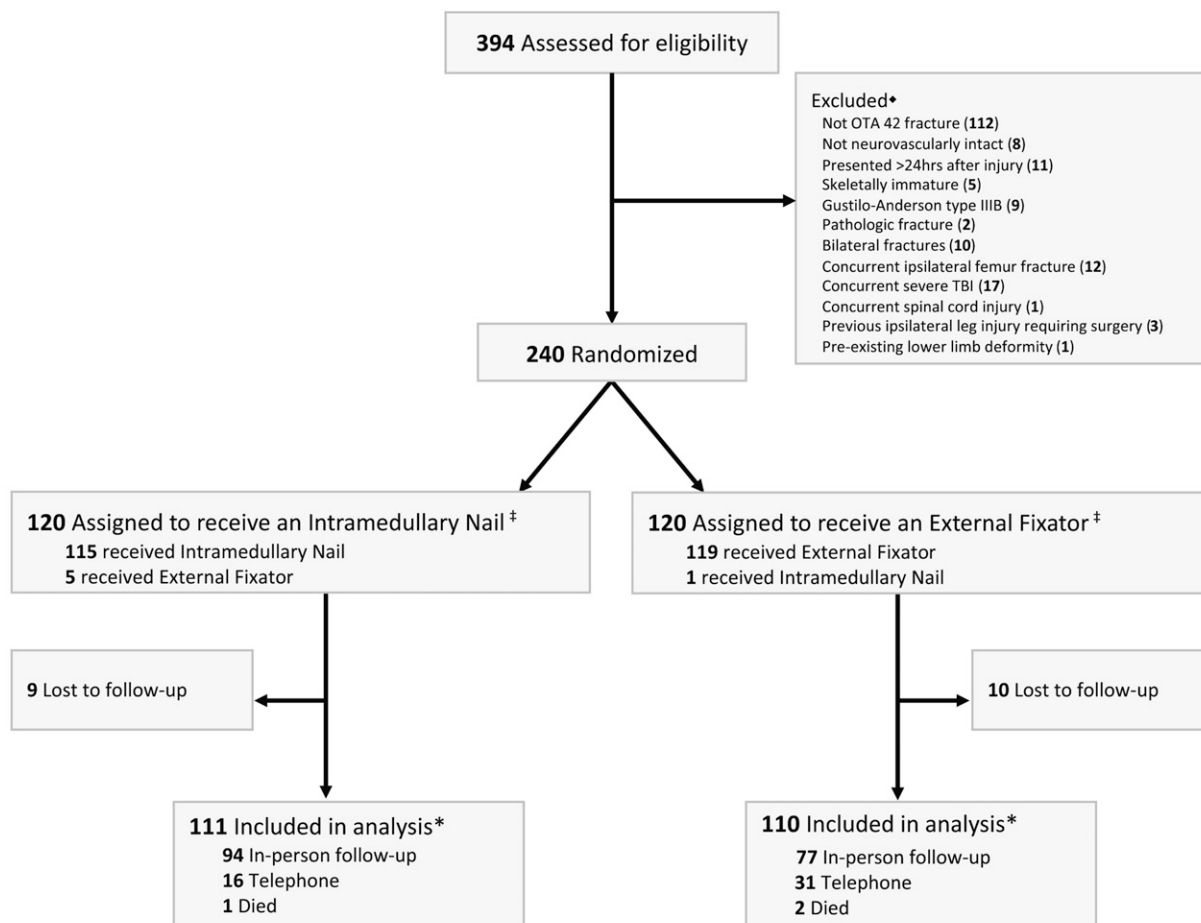 394 Assessed for eligibility
Excluded◆
Not OTA 42 fracture (112)
Not neurovascularly intact (8)
Presented >24hrs after injury (11)
Skeletally immature (5)
Gustilo-Anderson type IIIB (9)
Pathologic fracture (2)
Bilateral fractures (10)
Concurrent ipsilateral femur fracture (12)
Concurrent severe TBI (17)
Concurrent spinal cord injury (1)
Previous ipsilateral leg injury requiring surgery (3)
Pre-existing lower limb deformity (1)
240 Randomized
120 Assigned to receive an Intramedullary Nail ‡
115 received Intramedullary Nail
5 received External Fixator
120 Assigned to receive an External Fixator ‡
119 received External Fixator
1 received Intramedullary Nail
9 Lost to follow-up
10 Lost to follow-up
111 Included in analysis*
94 In-person follow-up
16 Telephone
1 Died
110 Included in analysis*
77 In-person follow-up
31 Telephone
2 Died